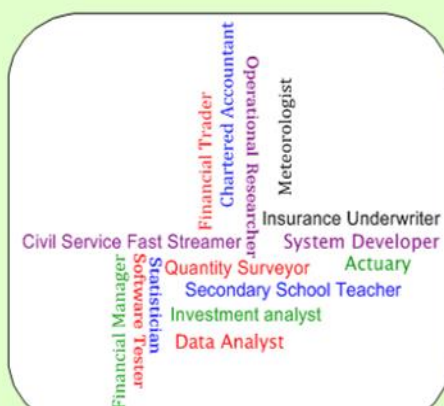 Financial Trader
Chartered Accountant
Operational Researcher
Meteorologist
Insurance Underwriter
Civil Service Fast Streamer
System Developer
Financial Manager
Software Tester
Statistician
Quantity Surveyor
Actuary
Secondary School Teacher
Investment analyst
Data Analyst